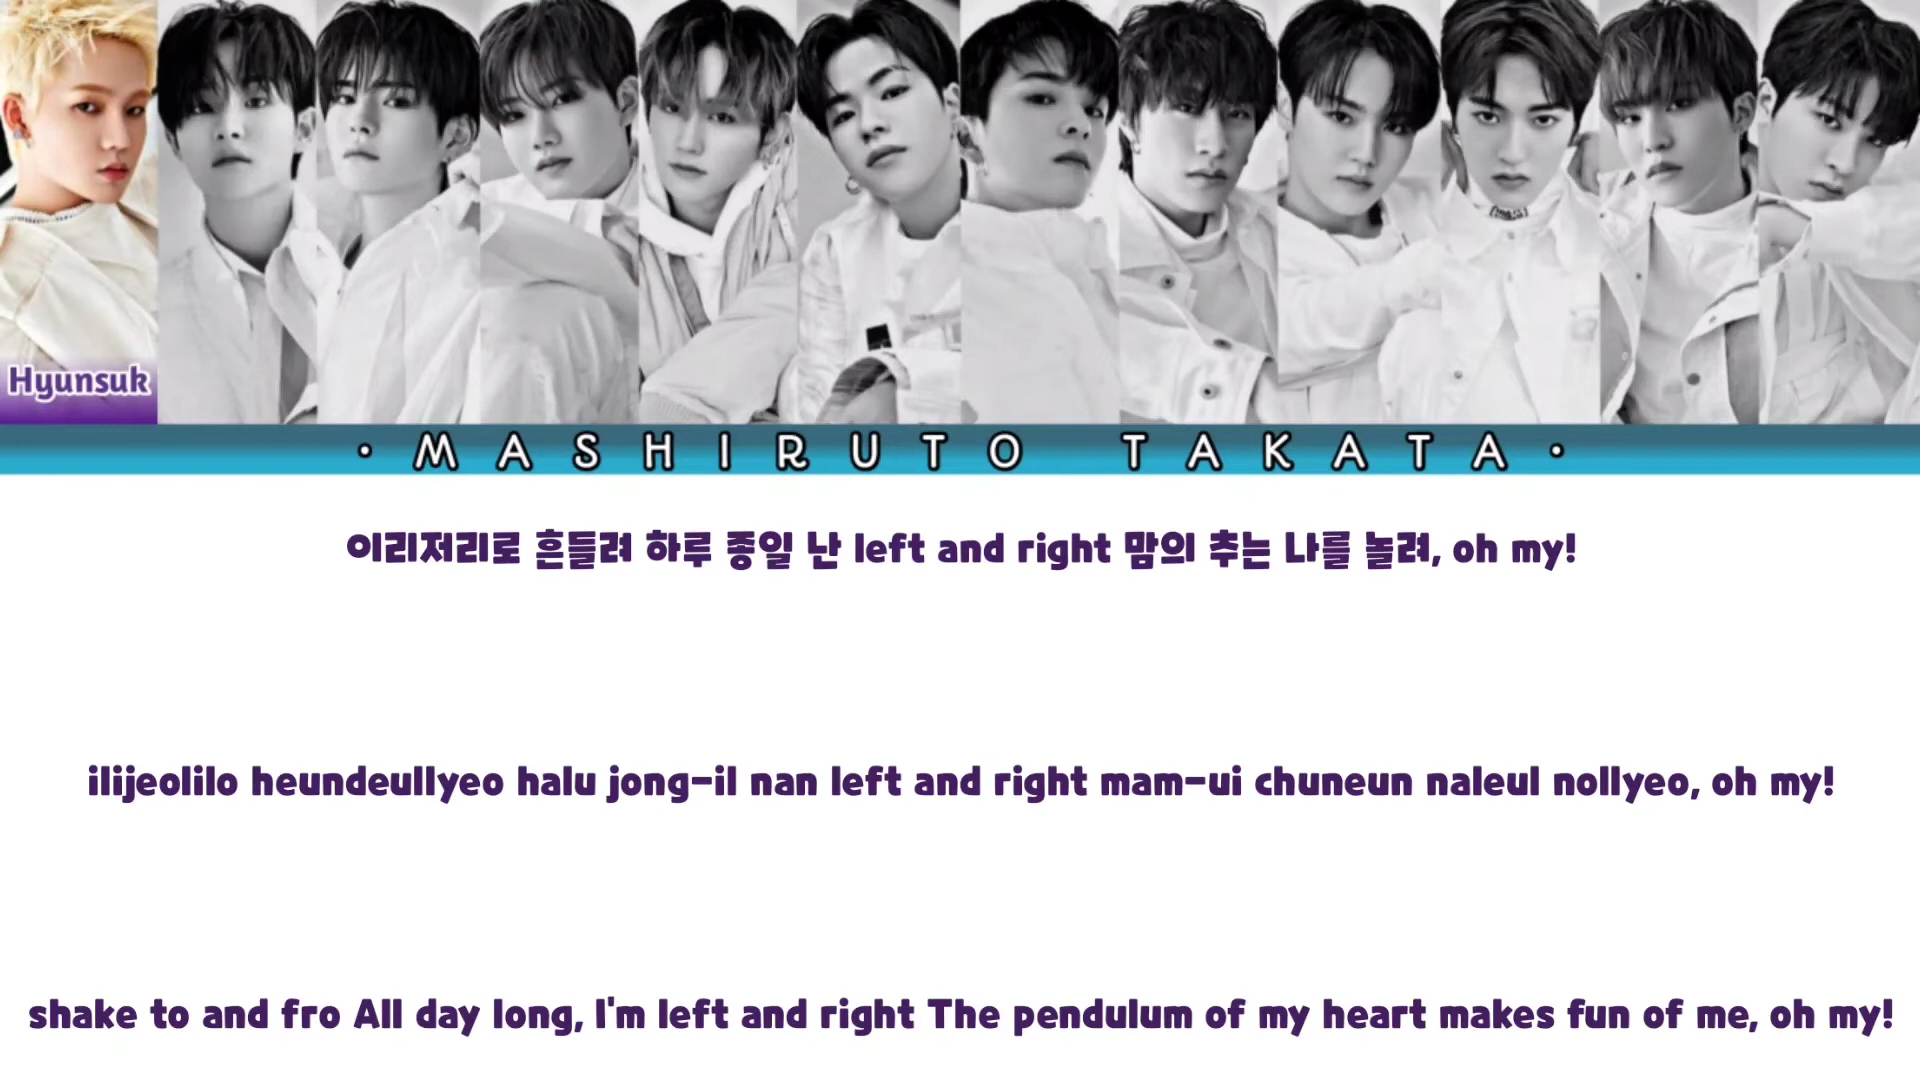 Hyunsuk
• MASHIRUTO TAKATA •
이리저리로 흔들려 하루 종일 난 left and right 맘의 추는 나를 놀려, oh my!
ilijeolilo heundeullyeo halu jong-il nan left and right mam-ui chuneun naleul nollyeo, oh my!
shake to and fro All day long, I'm left and right The pendulum of my heart makes fun of me, oh my!